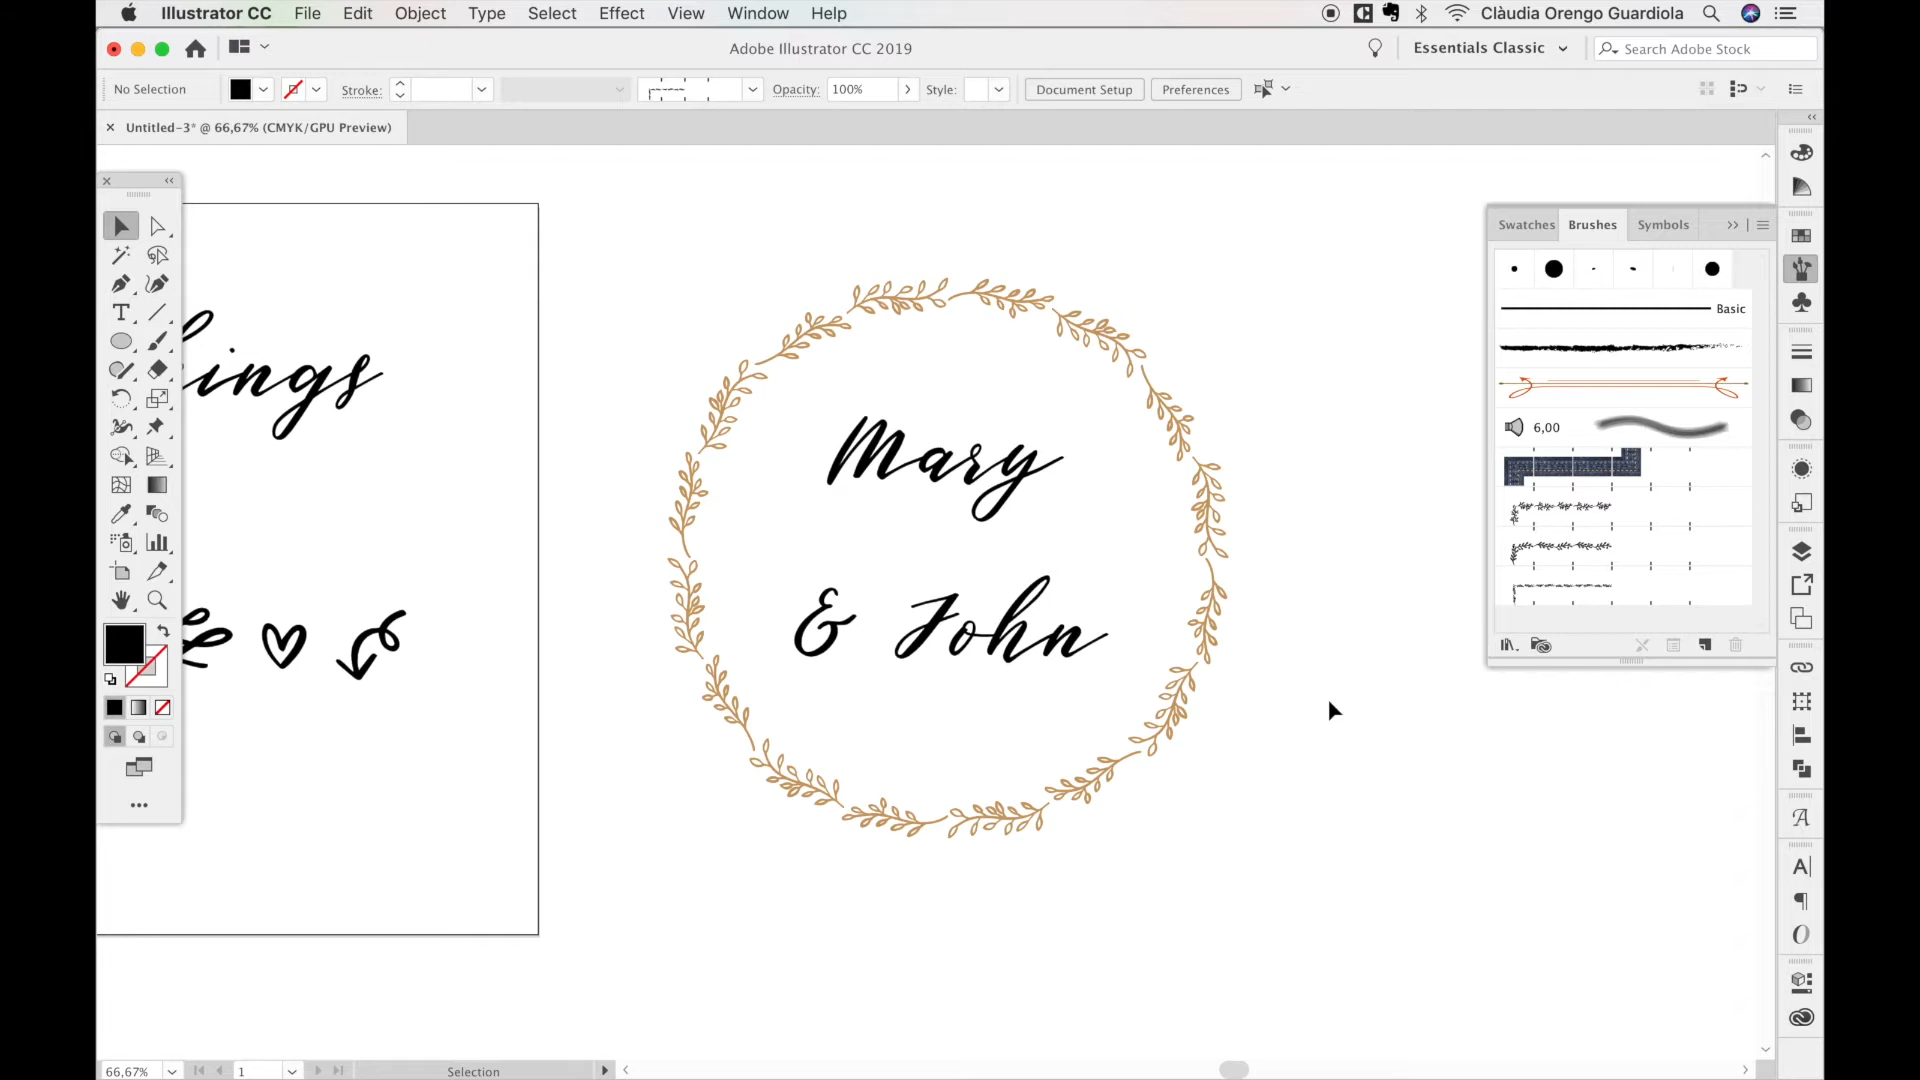 Illustrator CC File Edit Object Type Select Effect View Window Help Clàudia Orengo Guardiola
Adobe Illustrator CC 2019 Essentials Classic Search Adobe Stock
No Selection Stroke: Opacity: 100% Style: Document Setup Preferences
Untitled-3* @ 66,67% (CMYK/GPU Preview)
Swatches Brushes Symbols
Basic
6,00
ings
Mary
& John
66,67% 1 Selection